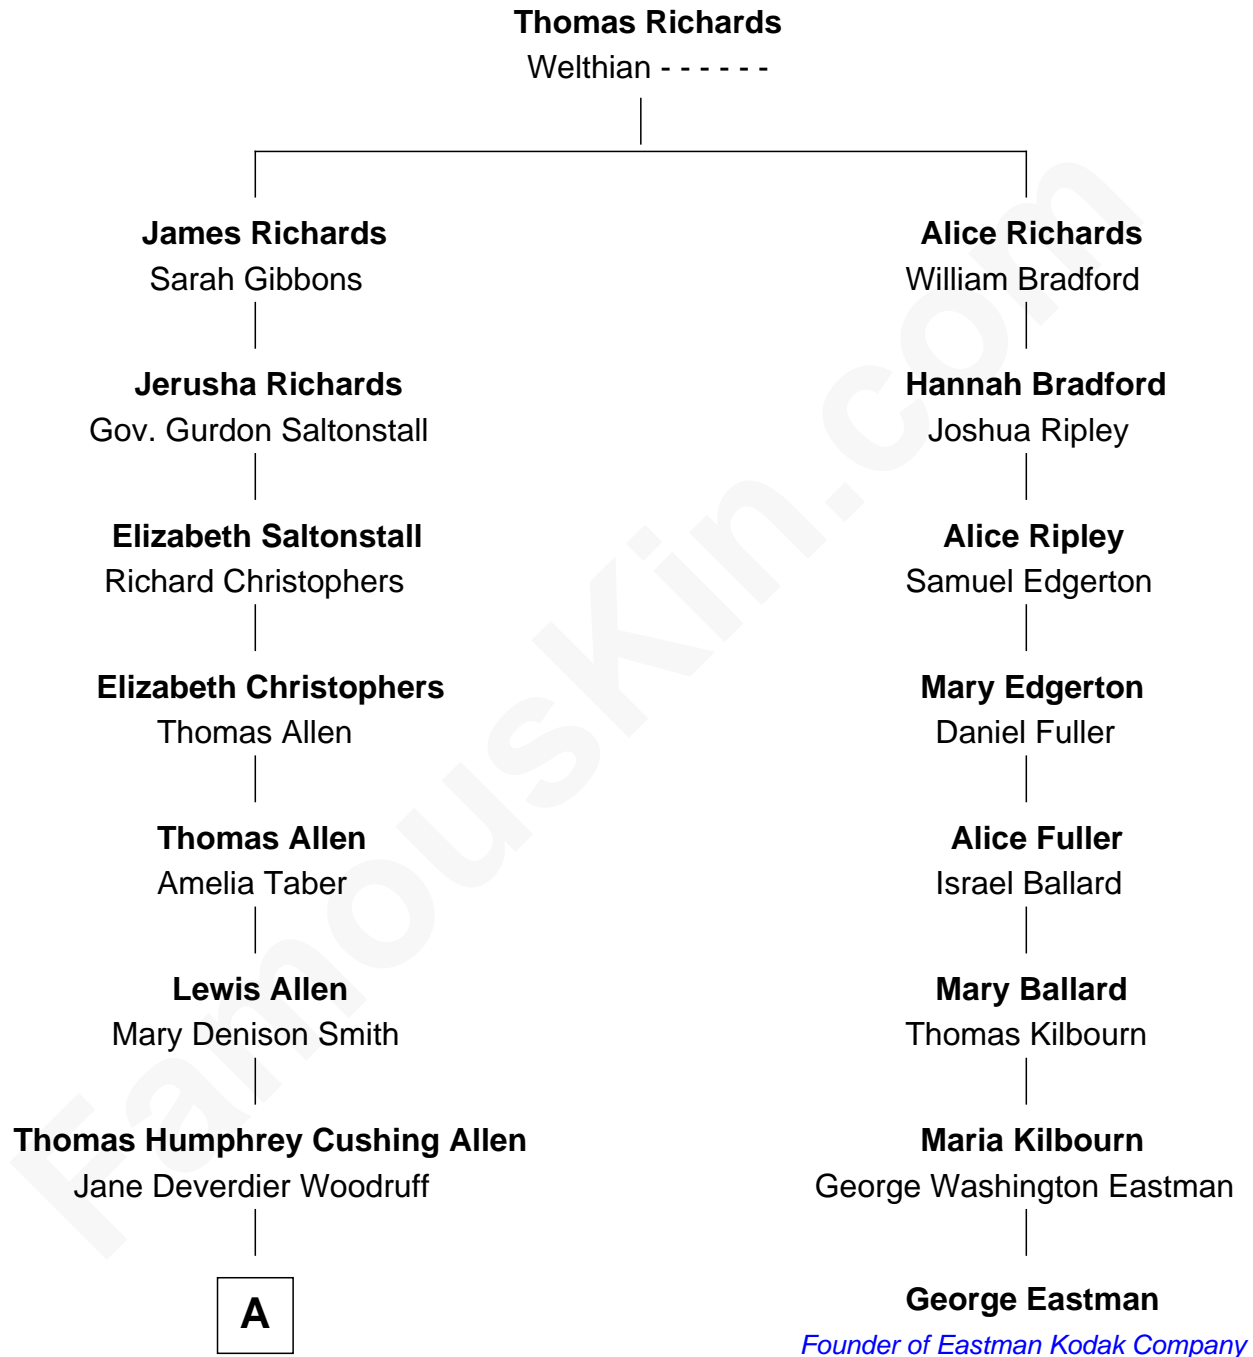 Thomas Richards
Welthian - - - - - -
James Richards
Sarah Gibbons
Alice Richards
William Bradford
Jerusha Richards
Gov. Gurdon Saltonstall
Hannah Bradford
Joshua Ripley
Elizabeth Saltonstall
Richard Christophers
Alice Ripley
Samuel Edgerton
Elizabeth Christophers
Thomas Allen
Mary Edgerton
Daniel Fuller
Thomas Allen
Amelia Taber
Alice Fuller
Israel Ballard
Lewis Allen
Mary Denison Smith
Mary Ballard
Thomas Kilbourn
Thomas Humphrey Cushing Allen
Jane Deverdier Woodruff
Maria Kilbourn
George Washington Eastman
A
George Eastman
Founder of Eastman Kodak Company
FamousKin.com